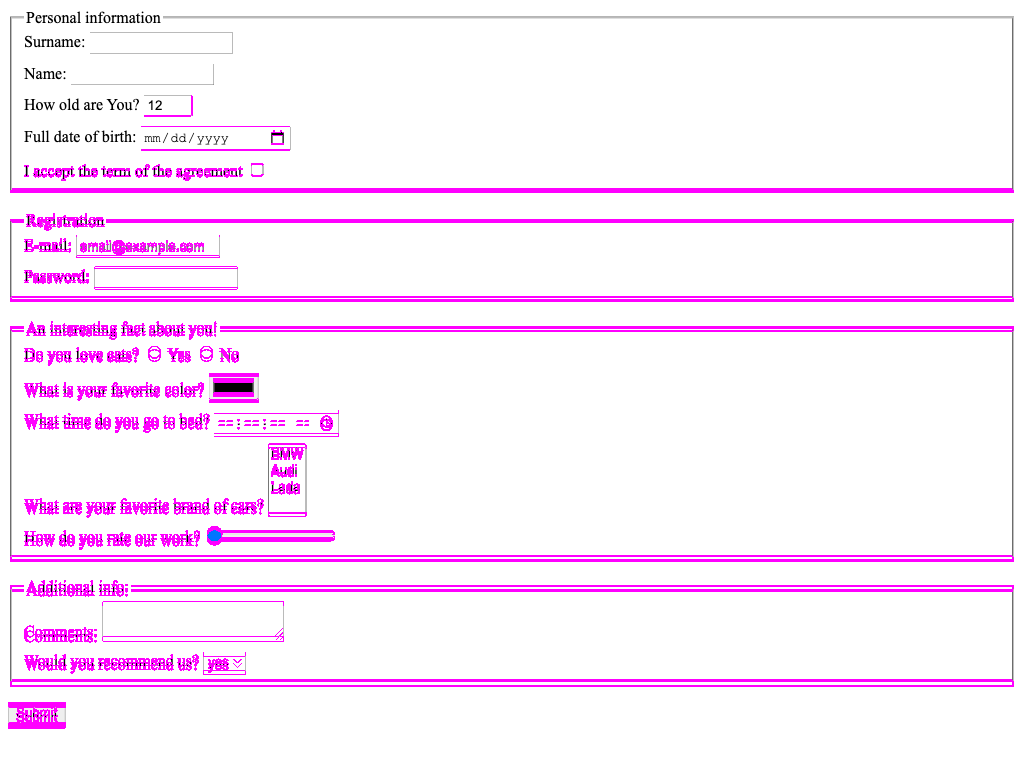 Personal information
Surname:
Name:
How old are You? 12
Full date of birth: mm/dd/yyyy
I accept the term of the agreement
Registration
E-mail: email@example.com
Password:
An interesting fact about you!
Do you love cats? Yes No
What is your favorite color?
What time do you go to bed? --:--:-- --
BMW
Audi
Lada
What are your favorite brand of cars?
How do you rate our work?
Additional info:
Comments:
Would you recommend us? yes
Submit